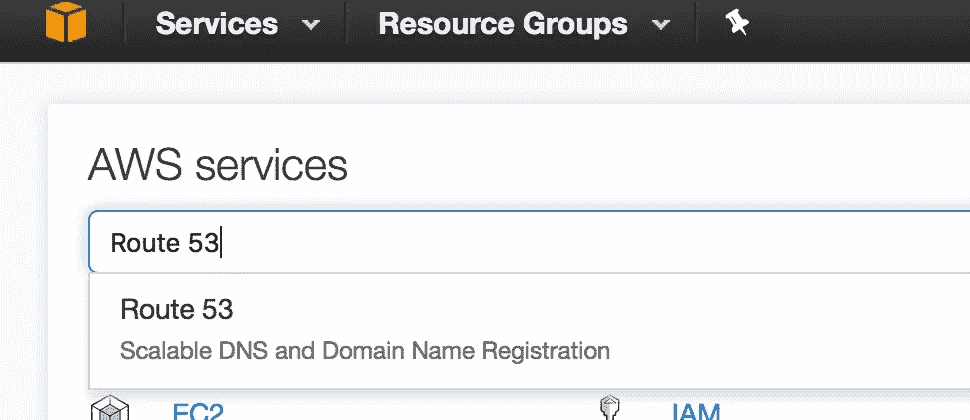 Services Resource Groups
AWS services
Route 53
Route 53
Scalable DNS and Domain Name Registration
EC2 IAM